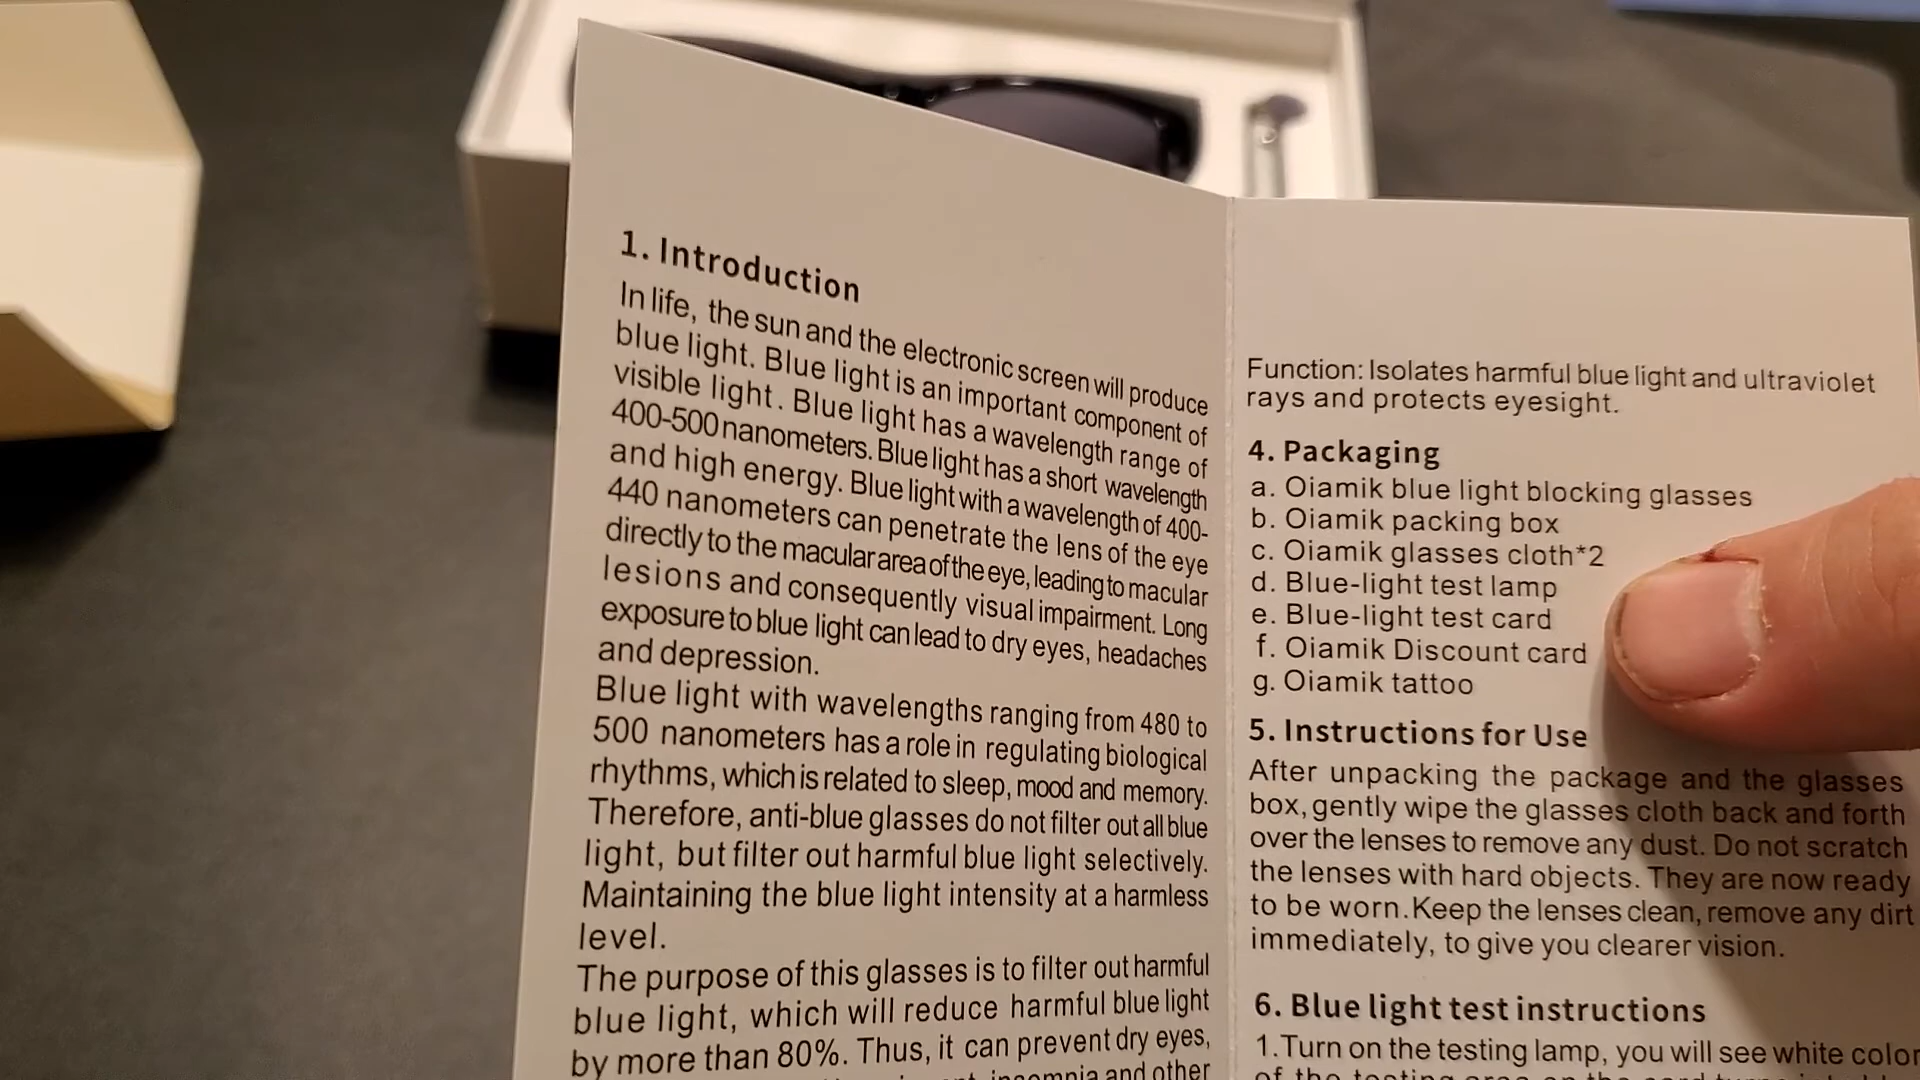 1. Introduction
In life, the sun and the electronic screen will produce
blue light. Blue light is an important component of
visible light. Blue light has a wavelength range of
400-500 nanometers. Blue light has a short wavelength
and high energy. Blue light with a wavelength of 400-
440 nanometers can penetrate the lens of the eye
directly to the macular area of the eye, leading to macular
lesions and consequently visual impairment. Long
exposure to blue light can lead to dry eyes, headaches
and depression.
Blue light with wavelengths ranging from 480 to
500 nanometers has a role in regulating biological
rhythms, which is related to sleep, mood and memory.
Therefore, anti-blue glasses do not filter out all blue
light, but filter out harmful blue light selectively.
Maintaining the blue light intensity at a harmless
level.
The purpose of this glasses is to filter out harmful
blue light, which will reduce harmful blue light
by more than 80%. Thus, it can prevent dry eyes,
insomnia and other
Function: Isolates harmful blue light and ultraviolet
rays and protects eyesight.
4. Packaging
a. Oiamik blue light blocking glasses
b. Oiamik packing box
c. Oiamik glasses cloth*2
d. Blue-light test lamp
e. Blue-light test card
f. Oiamik Discount card
g. Oiamik tattoo
5. Instructions for Use
After unpacking the package and the glasses
box, gently wipe the glasses cloth back and forth
over the lenses to remove any dust. Do not scratch
the lenses with hard objects. They are now ready
to be worn.Keep the lenses clean, remove any dirt
immediately, to give you clearer vision.
6. Blue light test instructions
1.Turn on the testing lamp, you will see white color
of the testing area on the card